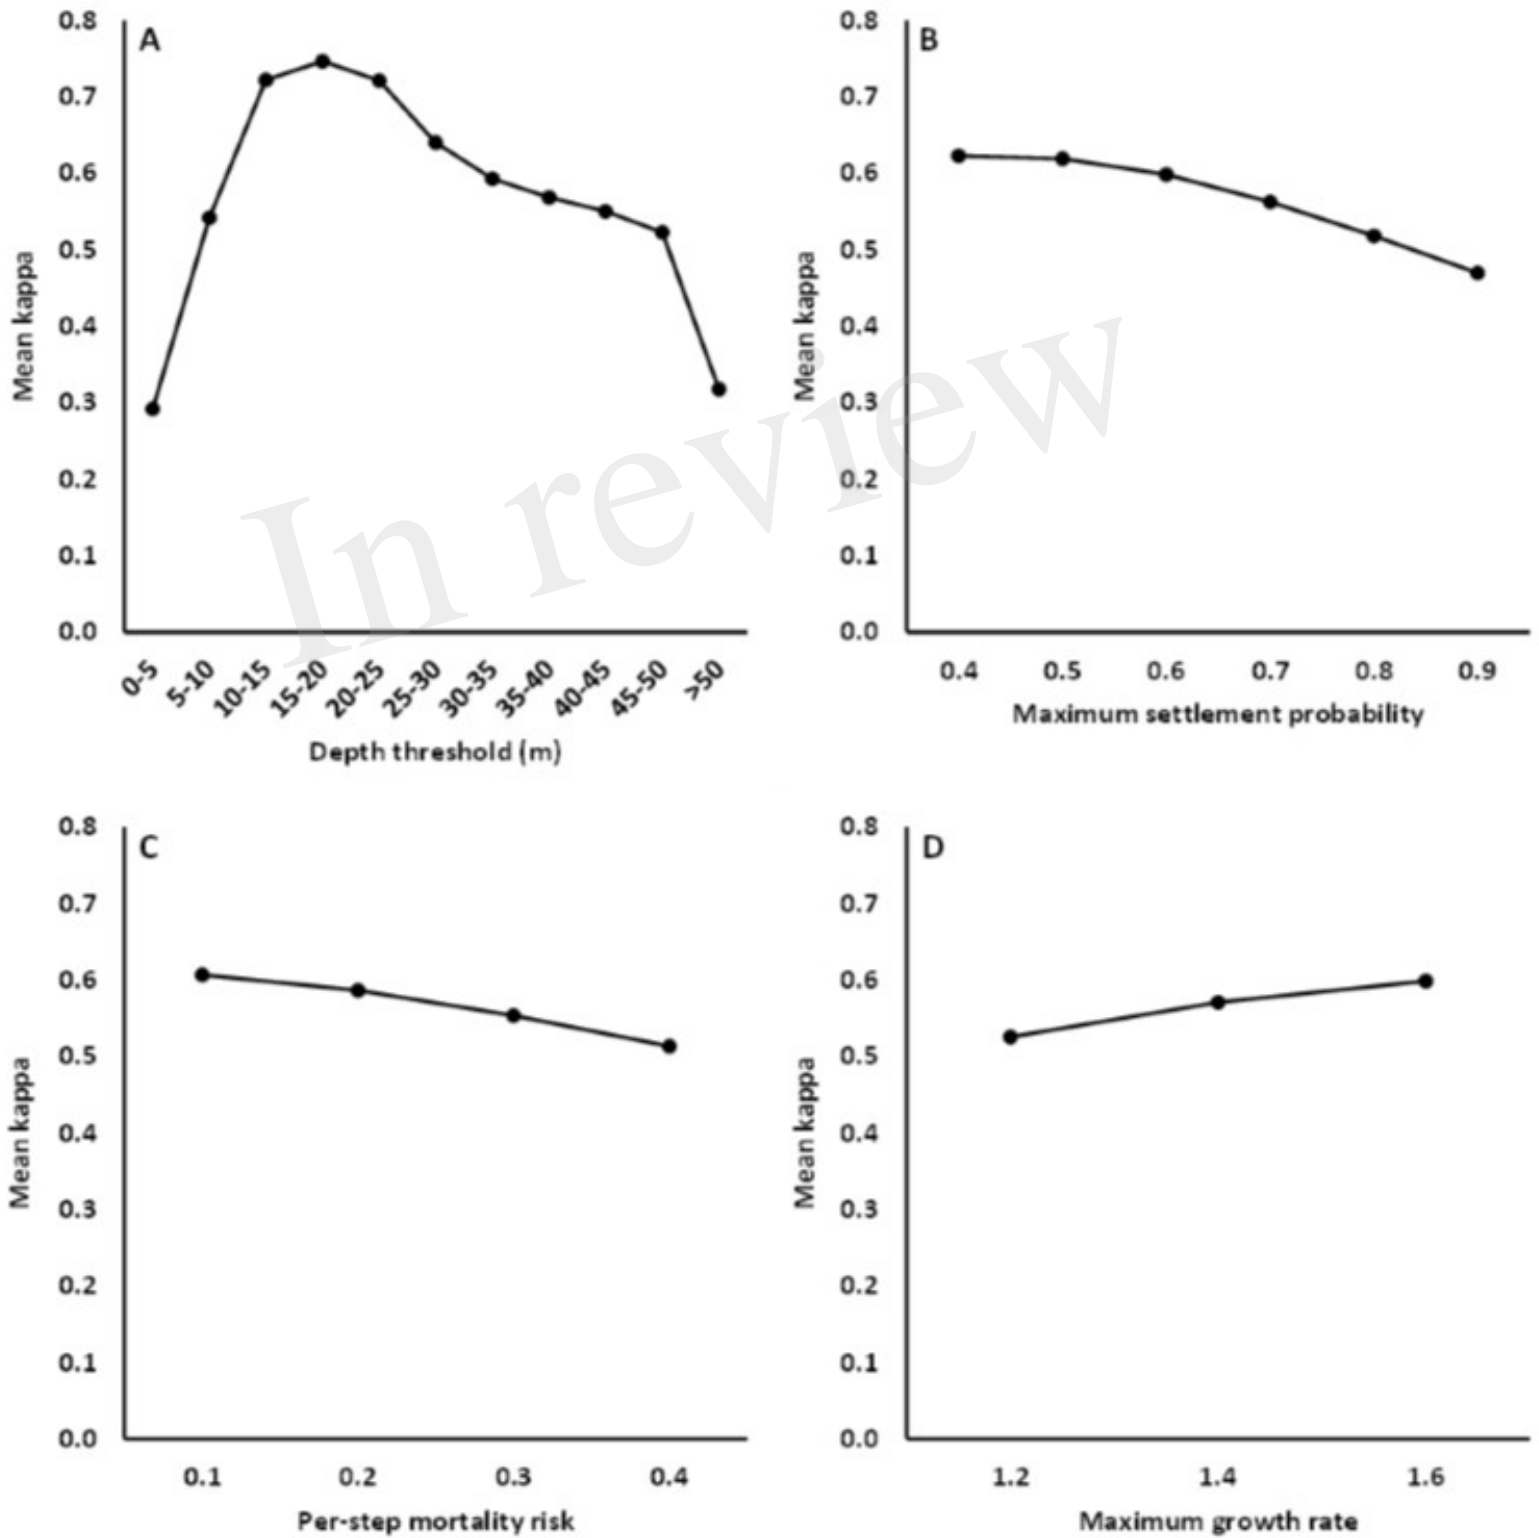 A
0.8
0.7
0.6
0.5
0.4
0.3
0.2
0.1
0.0
Mean kappa
0-5
5-10
10-15
15-20
20-25
25-30
30-35
35-40
40-45
45-50
>50
Depth threshold (m)
B
0.8
0.7
0.6
0.5
0.4
0.3
0.2
0.1
0.0
Mean kappa
0.4 0.5 0.6 0.7 0.8 0.9
Maximum settlement probability
In review
C
0.8
0.7
0.6
0.5
0.4
0.3
0.2
0.1
0.0
Mean kappa
0.1 0.2 0.3 0.4
Per-step mortality risk
D
0.8
0.7
0.6
0.5
0.4
0.3
0.2
0.1
0.0
Mean kappa
1.2 1.4 1.6
Maximum growth rate